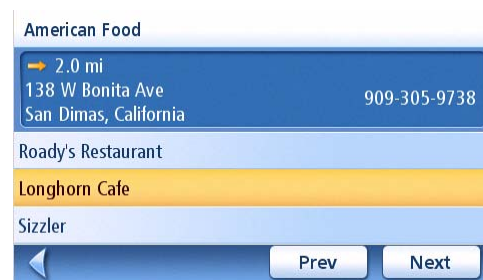 American Food
2.0 mi
138 W Bonita Ave
909-305-9738
San Dimas, California
Roady's Restaurant
Longhorn Cafe
Sizzler
Prev Next